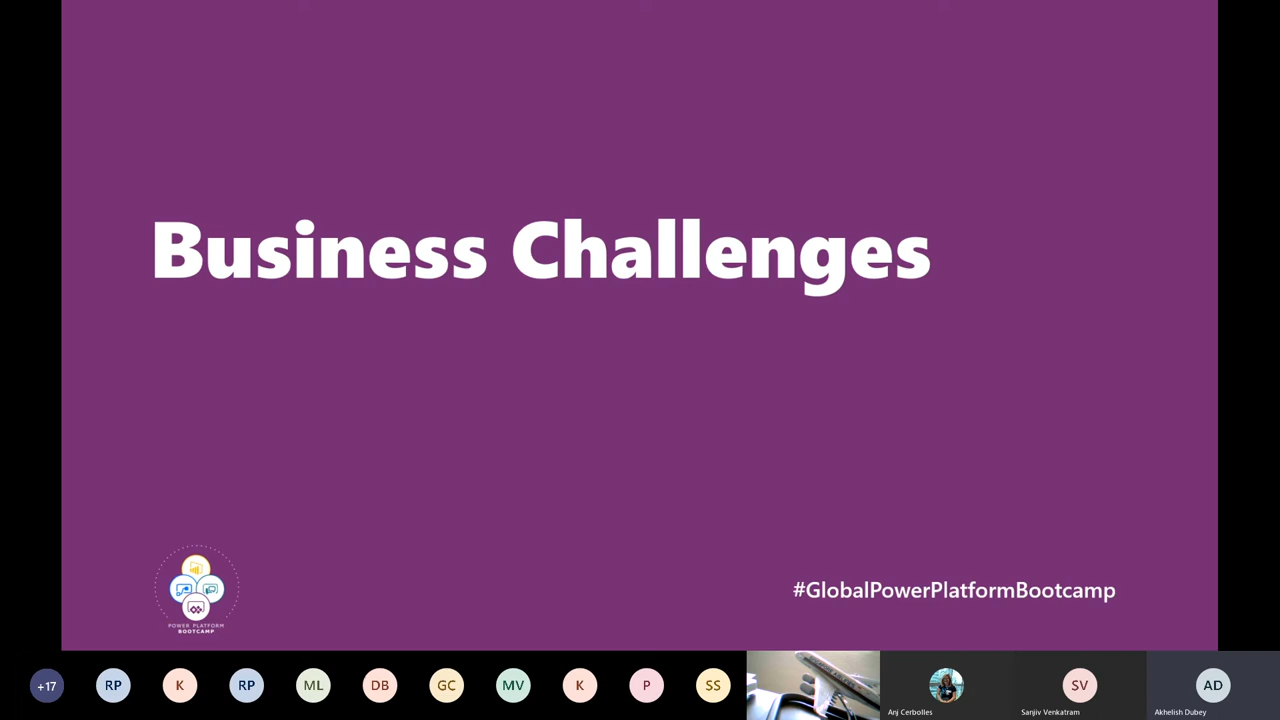 Business Challenges
POWER PLATFORM
BOOTCAMP
#GlobalPowerPlatformBootcamp
+17
RP
K
RP
ML
DB
GC
MV
K
P
SS
Anj Cerbolles
SV
Sanjiv Venkatram
AD
Akhelish Dubey